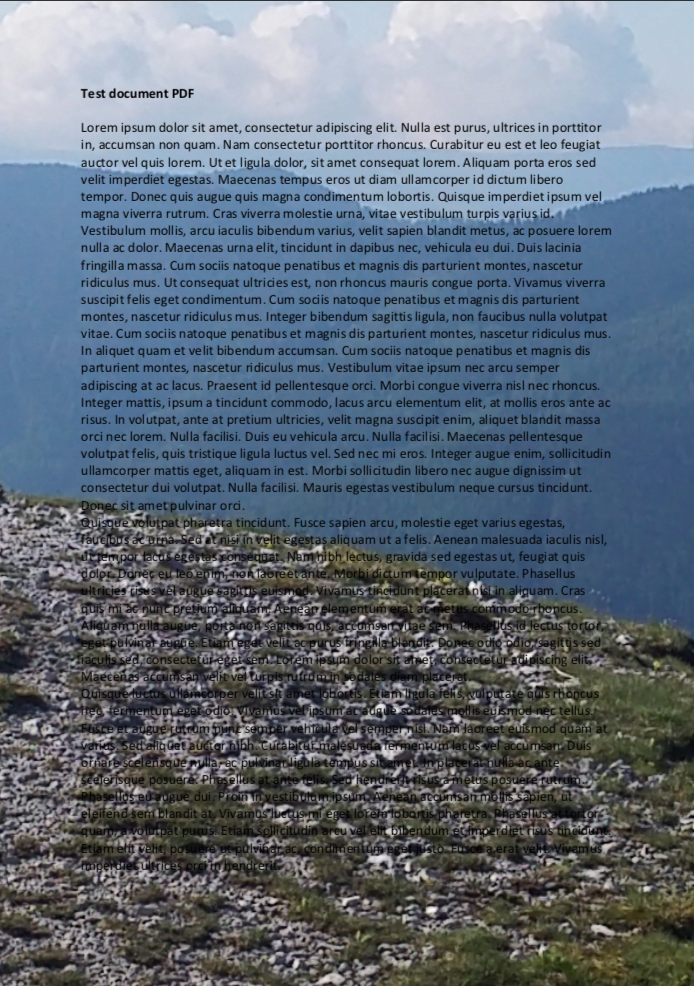 Test document PDF
Lorem ipsum dolor sit amet, consectetur adipiscing elit. Nulla est purus, ultrices in porttitor
in, accumsan non quam. Nam consectetur porttitor rhoncus. Curabitur eu est et leo feugiat
auctor vel quis lorem. Ut et ligula dolor, sit amet consequat lorem. Aliquam porta eros sed
velit imperdiet egestas. Maecenas tempus eros ut diam ullamcorper id dictum libero
tempor. Donec quis augue quis magna condimentum lobortis. Quisque imperdiet ipsum vel
magna viverra rutrum. Cras viverra molestie urna, vitae vestibulum turpis varius id.
Vestibulum mollis, arcu iaculis bibendum varius, velit sapien blandit metus, ac posuere lorem
nulla ac dolor. Maecenas urna elit, tincidunt in dapibus nec, vehicula eu dui. Duis lacinia
fringilla massa. Cum sociis natoque penatibus et magnis dis parturient montes, nascetur
ridiculus mus. Ut consequat ultricies est, non rhoncus mauris congue porta. Vivamus viverra
suscipit felis eget condimentum. Cum sociis natoque penatibus et magnis dis parturient
montes, nascetur ridiculus mus. Integer bibendum sagittis ligula, non faucibus nulla volutpat
vitae. Cum sociis natoque penatibus et magnis dis parturient montes, nascetur ridiculus mus.
In aliquet quam et velit bibendum accumsan. Cum sociis natoque penatibus et magnis dis
parturient montes, nascetur ridiculus mus. Vestibulum vitae ipsum nec arcu semper
adipiscing at ac lacus. Praesent id pellentesque orci. Morbi congue viverra nisl nec rhoncus.
Integer mattis, ipsum a tincidunt commodo, lacus arcu elementum elit, at mollis eros ante ac
risus. In volutpat, ante at pretium ultricies, velit magna suscipit enim, aliquet blandit massa
orci nec lorem. Nulla facilisi. Duis eu vehicula arcu. Nulla facilisi. Maecenas pellentesque
volutpat felis, quis tristique ligula luctus vel. Sed nec mi eros. Integer augue enim, sollicitudin
ullamcorper mattis eget, aliquam in est. Morbi sollicitudin libero nec augue dignissim ut
consectetur dui volutpat. Nulla facilisi. Mauris egestas vestibulum neque cursus tincidunt.
Donec sit amet pulvinar orci.
Quisque volutpat pharetra tincidunt. Fusce sapien arcu, molestie eget varius egestas,
faucibus ac urna. Sed at nisi in velit egestas aliquam ut a felis. Aenean malesuada iaculis nisl,
ut tempor lacus egestas consequat. Nam nibh lectus, gravida sed egestas ut, feugiat quis
dolor. Donec eu leo enim, non laoreet ante. Morbi dictum tempor vulputate. Phasellus
ultricies risus vel augue sagittis euismod. Vivamus tincidunt placerat nisi in aliquam. Cras
quis mi ac nunc pretium aliquam. Aenean elementum erat ac metus commodo rhoncus.
Aliquam nulla augue, porta non sagittis quis, accumsan vitae sem. Phasellus id lectus tortor,
eget pulvinar augue. Etiam eget velit ac purus fringilla blandit. Donec odio odio, sagittis sed
iaculis sed, consectetur eget sem. Lorem ipsum dolor sit amet, consectetur adipiscing elit.
Maecenas accumsan velit vel turpis rutrum in sodales diam placerat.
Quisque luctus ullamcorper velit sit amet lobortis. Etiam ligula felis, vulputate quis rhoncus
nec, fermentum eget odio. Vivamus vel ipsum ac augue sodales mollis euismod nec tellus.
Fusce et augue rutrum nunc semper vehicula vel semper nisl. Nam laoreet euismod quam at
varius. Sed aliquet auctor nibh. Curabitur malesuada fermentum lacus vel accumsan. Duis
ornare scelerisque nulla, ac pulvinar ligula tempus sit amet. In placerat nulla ac ante
scelerisque posuere. Phasellus at ante felis. Sed hendrerit risus a metus posuere rutrum.
Phasellus eu augue dui. Proin in vestibulum ipsum. Aenean accumsan mollis sapien, ut
eleifend sem blandit at. Vivamus luctus mi eget lorem lobortis pharetra. Phasellus at tortor
quam, a volutpat purus. Etiam sollicitudin arcu vel elit bibendum et imperdiet risus tincidunt.
Etiam elit velit, posuere ut pulvinar ac, condimentum eget justo. Fusce a erat velit. Vivamus
imperdiet ultrices orci in hendrerit.